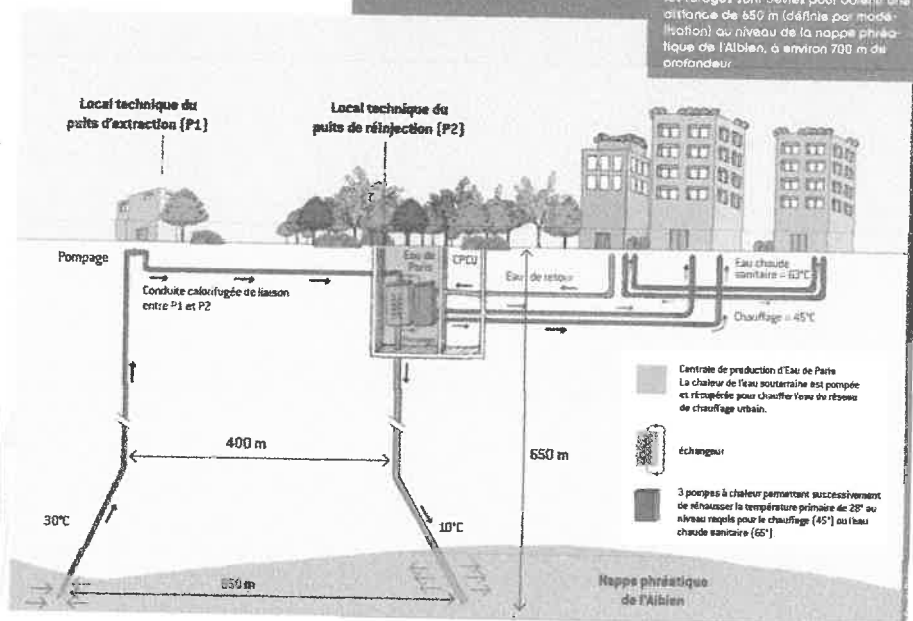 les forages sont déviés pour obtenir une
distance de 650 m (définie par modé-
lisation) au niveau de la nappe phréa-
tique de l'Albien, à environ 700 m de
profondeur
Local technique du
puits d'extraction (P1)
Local technique du
puits de réinjection (P2)
Pompage
Eau de
Paris
CPCU
Eau de retour
Eau chaude
sanitaire = 63°C
Conduite calorifugée de liaison
entre P1 et P2
Chauffage = 45°C
Centrale de production d'Eau de Paris
La chaleur de l'eau souterraine est pompée
et récupérée pour chauffer l'eau du réseau
de chauffage urbain.
400 m
650 m
échangeur
3 pompes à chaleur permettant successivement
de rehausser la température primaire de 28° au
niveau requis pour le chauffage (45°) ou l'eau
chaude sanitaire (65°)
30°C
10°C
650 m
Nappe phréatique
de l'Albien